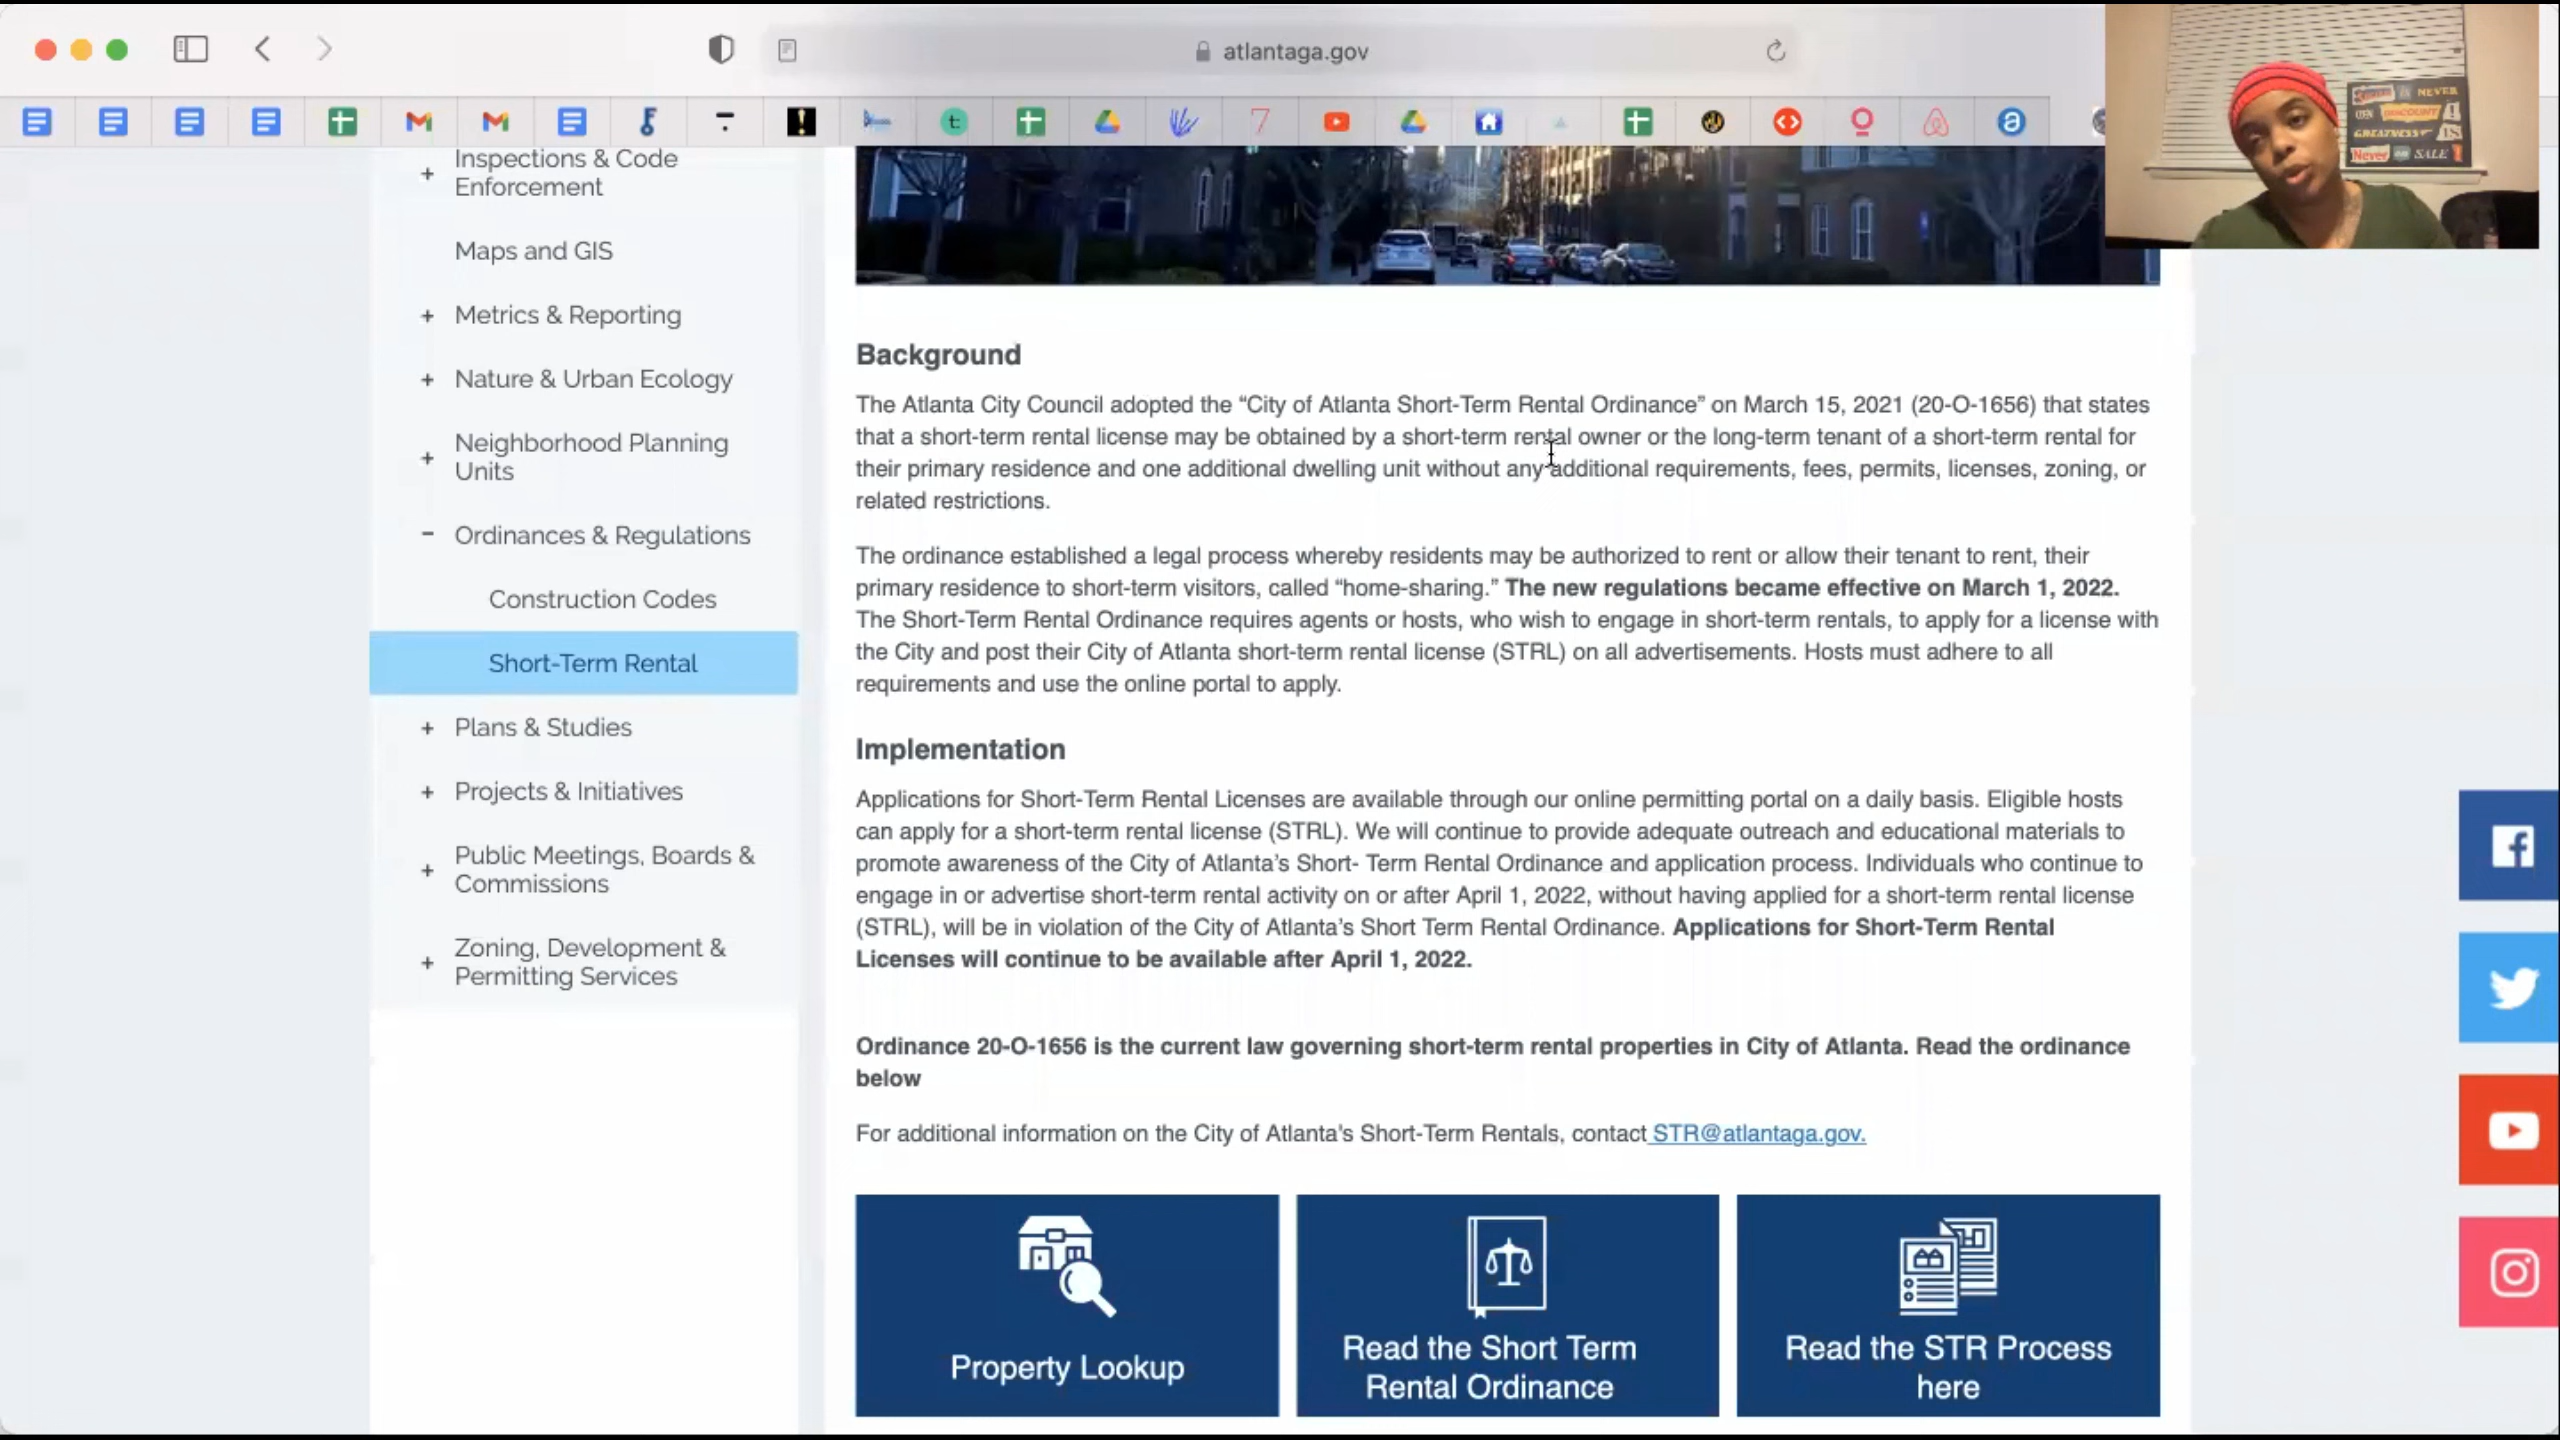 atlantaga.gov
NEVER
DISCOUNT
GREATNESS IS
Never
SALE !
Inspections & Code
Enforcement
Maps and GIS
+ Metrics & Reporting
+ Nature & Urban Ecology
+ Neighborhood Planning
Units
− Ordinances & Regulations
Construction Codes
Short-Term Rental
+ Plans & Studies
+ Projects & Initiatives
+ Public Meetings, Boards &
Commissions
+ Zoning, Development &
Permitting Services
Background
The Atlanta City Council adopted the “City of Atlanta Short-Term Rental Ordinance” on March 15, 2021 (20-O-1656) that states
that a short-term rental license may be obtained by a short-term rental owner or the long-term tenant of a short-term rental for
their primary residence and one additional dwelling unit without any additional requirements, fees, permits, licenses, zoning, or
related restrictions.
The ordinance established a legal process whereby residents may be authorized to rent or allow their tenant to rent, their
primary residence to short-term visitors, called “home-sharing.” The new regulations became effective on March 1, 2022.
The Short-Term Rental Ordinance requires agents or hosts, who wish to engage in short-term rentals, to apply for a license with
the City and post their City of Atlanta short-term rental license (STRL) on all advertisements. Hosts must adhere to all
requirements and use the online portal to apply.
Implementation
Applications for Short-Term Rental Licenses are available through our online permitting portal on a daily basis. Eligible hosts
can apply for a short-term rental license (STRL). We will continue to provide adequate outreach and educational materials to
promote awareness of the City of Atlanta’s Short- Term Rental Ordinance and application process. Individuals who continue to
engage in or advertise short-term rental activity on or after April 1, 2022, without having applied for a short-term rental license
(STRL), will be in violation of the City of Atlanta’s Short Term Rental Ordinance. Applications for Short-Term Rental
Licenses will continue to be available after April 1, 2022.
Ordinance 20-O-1656 is the current law governing short-term rental properties in City of Atlanta. Read the ordinance
below
For additional information on the City of Atlanta's Short-Term Rentals, contact STR@atlantaga.gov.
Property Lookup
Read the Short Term
Rental Ordinance
Read the STR Process
here